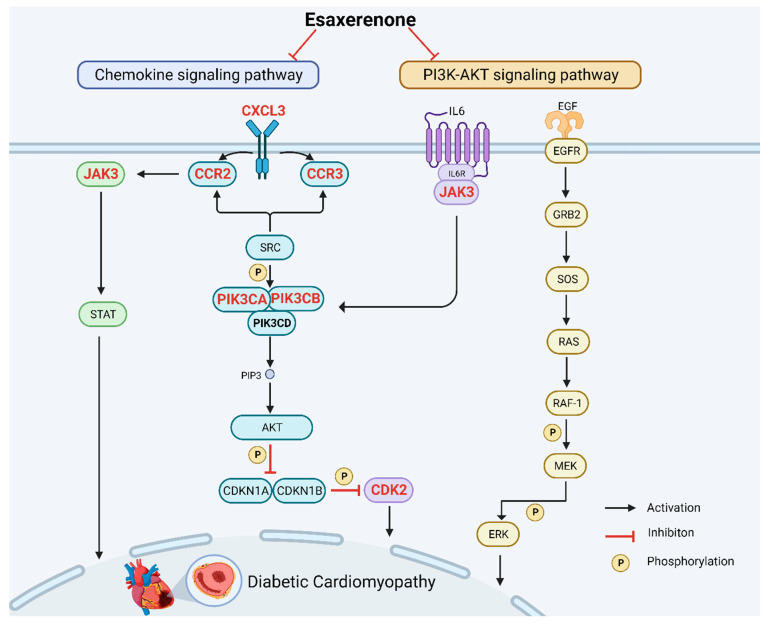 Esaxerenone
Chemokine signaling pathway
PI3K-AKT signaling pathway
CXCL3
IL6
EGF
JAK3
CCR2
CCR3
IL6R
JAK3
EGFR
GRB2
SRC
P
SOS
PIK3CA
PIK3CB
PIK3CD
STAT
RAS
PIP3
RAF-1
AKT
P
P
MEK
P
CDKN1A
CDKN1B
CDK2
P
ERK
Activation
Inhibiton
P
Phosphorylation
Diabetic Cardiomyopathy